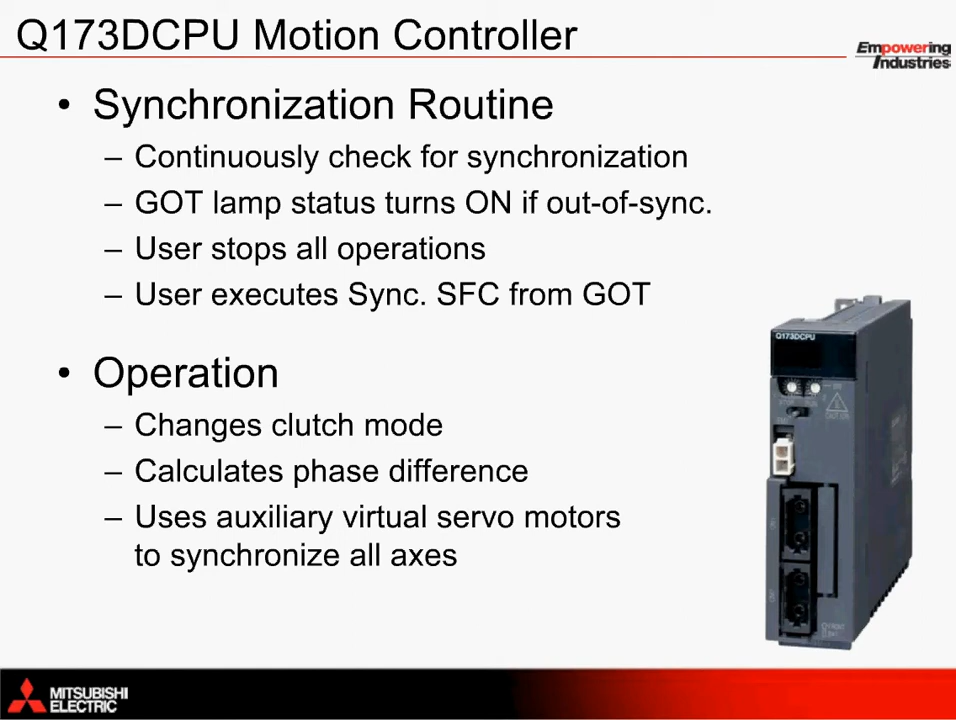 Q173DCPU Motion Controller
Empowering
Industries
• Synchronization Routine
– Continuously check for synchronization
– GOT lamp status turns ON if out-of-sync.
– User stops all operations
– User executes Sync. SFC from GOT
• Operation
– Changes clutch mode
– Calculates phase difference
– Uses auxiliary virtual servo motors
to synchronize all axes
Q173DCPU
MITSUBISHI
ELECTRIC